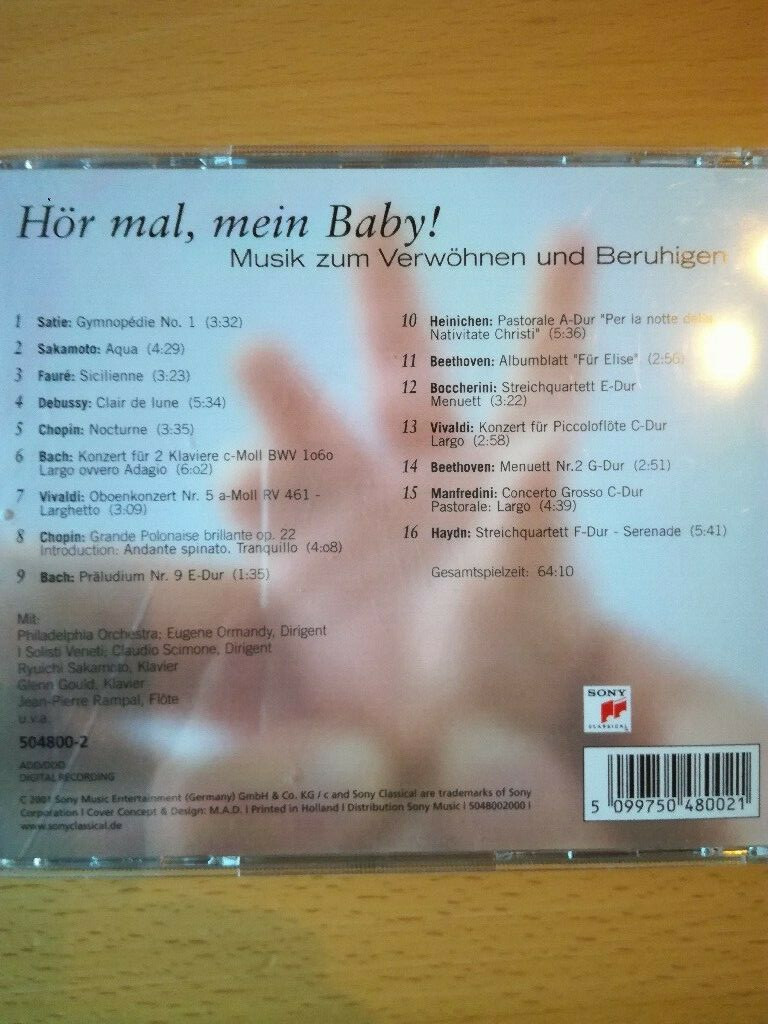 Hör mal, mein Baby!
Musik zum Verwöhnen und Beruhigen
1 Satie: Gymnopédie No. 1 (3:32)
2 Sakamoto: Aqua (4:29)
3 Fauré: Sicilienne (3:23)
4 Debussy: Clair de lune (5:34)
5 Chopin: Nocturne (3:35)
6 Bach: Konzert für 2 Klaviere c-Moll BWV 1060
Largo ovvero Adagio (6:02)
7 Vivaldi: Oboenkonzert Nr. 5 a-Moll RV 461 -
Larghetto (3:09)
8 Chopin: Grande Polonaise brillante op. 22
Introduction: Andante spinato. Tranquillo (4:08)
9 Bach: Präludium Nr. 9 E-Dur (1:35)
10 Heinichen: Pastorale A-Dur "Per la notte della
Nativitate Christi" (5:36)
11 Beethoven: Albumblatt "Für Elise" (2:56)
12 Boccherini: Streichquartett E-Dur
Menuett (3:22)
13 Vivaldi: Konzert für Piccoloflöte C-Dur
Largo (2:58)
14 Beethoven: Menuett Nr.2 G-Dur (2:51)
15 Manfredini: Concerto Grosso C-Dur
Pastorale: Largo (4:39)
16 Haydn: Streichquartett F-Dur - Serenade (5:41)
Gesamtspielzeit: 64:10
Mit:
Philadelphia Orchestra; Eugene Ormandy, Dirigent
I Solisti Veneti; Claudio Scimone, Dirigent
Ryuichi Sakamoto, Klavier
Glenn Gould, Klavier
Jean-Pierre Rampal, Flöte
u.v.a.
504800-2
ADD/DDD
DIGITAL RECORDING
C 2001 Sony Music Entertainment (Germany) GmbH & Co. KG / c and Sony Classical are trademarks of Sony
Corporation I Cover Concept & Design: M.A.D. I Printed in Holland I Distribution Sony Music I 5048002000 I
www.sonyclassical.de
SONY
CLASSICAL
5 099750 480021